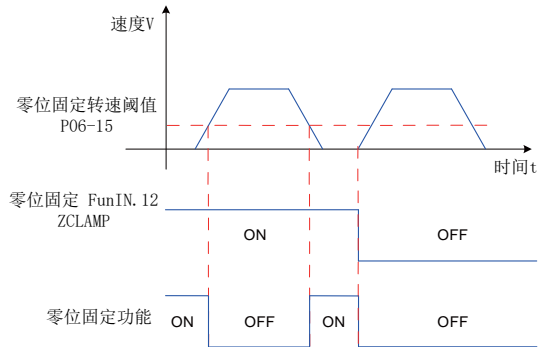 速度V
零位固定转速阈值
P06-15
时间t
零位固定 FunIN.12
ZCLAMP
ON
OFF
零位固定功能
ON
OFF
ON
OFF